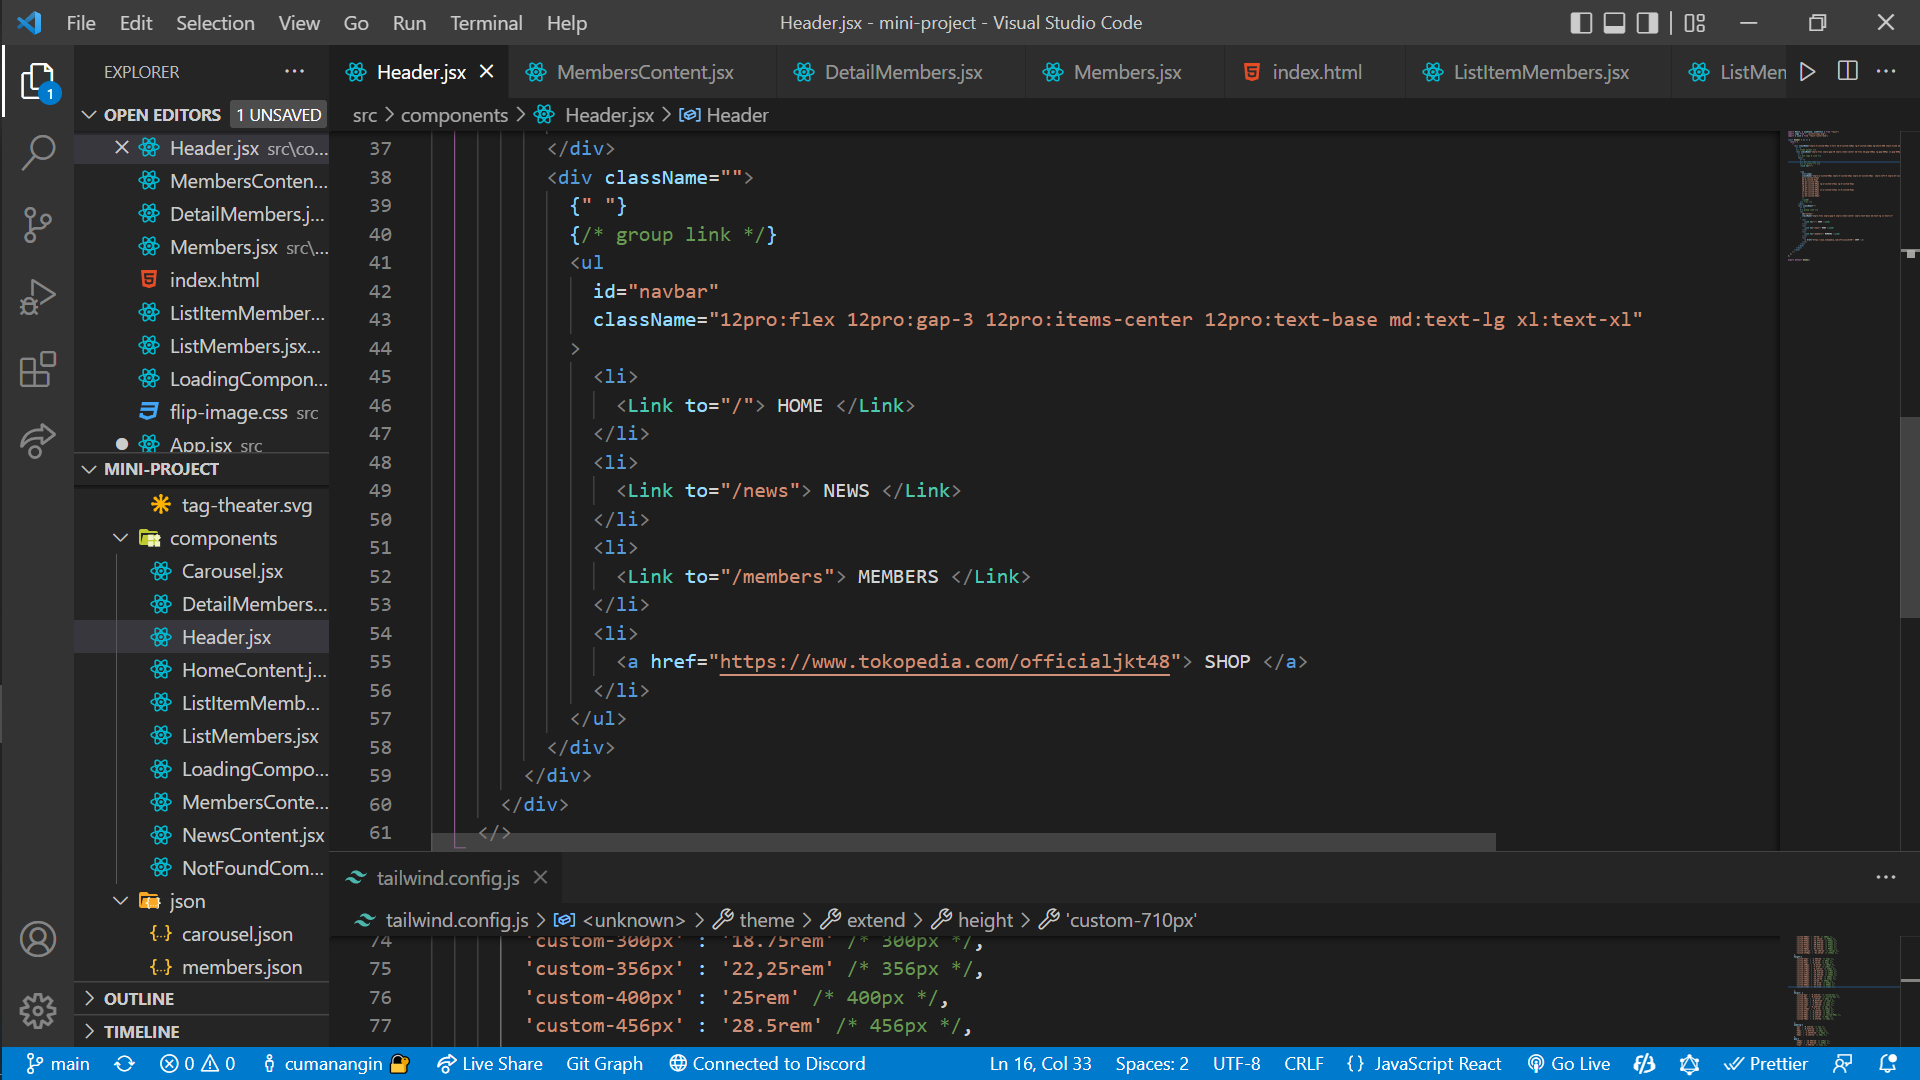 File Edit Selection View Go Run Terminal Help
Header.jsx - mini-project - Visual Studio Code
EXPLORER
1
OPEN EDITORS 1 UNSAVED
Header.jsx src\co...
MembersConten...
DetailMembers.j...
Members.jsx src\...
index.html
ListItemMember...
ListMembers.jsx...
LoadingCompon...
flip-image.css src
App.jsx src
MINI-PROJECT
tag-theater.svg
components
Carousel.jsx
DetailMembers...
Header.jsx
HomeContent.j...
ListItemMemb...
ListMembers.jsx
LoadingCompo...
MembersConte...
NewsContent.jsx
NotFoundCom...
json
carousel.json
members.json
OUTLINE
TIMELINE
Header.jsx MembersContent.jsx DetailMembers.jsx Members.jsx index.html ListItemMembers.jsx ListMen
src > components > Header.jsx > Header
37 </div>
38 <div className="">
39 {" "}
40 {/* group link */}
41 <ul
42 id="navbar"
43 className="12pro:flex 12pro:gap-3 12pro:items-center 12pro:text-base md:text-lg xl:text-xl"
44 >
45 <li>
46 <Link to="/"> HOME </Link>
47 </li>
48 <li>
49 <Link to="/news"> NEWS </Link>
50 </li>
51 <li>
52 <Link to="/members"> MEMBERS </Link>
53 </li>
54 <li>
55 <a href="https://www.tokopedia.com/officialjkt48"> SHOP </a>
56 </li>
57 </ul>
58 </div>
59 </div>
60 </div>
61 </>
tailwind.config.js
tailwind.config.js > <unknown> > theme > extend > height > 'custom-710px'
74 'custom-300px' : '18.75rem' /* 300px */,
75 'custom-356px' : '22,25rem' /* 356px */,
76 'custom-400px' : '25rem' /* 400px */,
77 'custom-456px' : '28.5rem' /* 456px */,
main 0 0 cumanangin Live Share Git Graph Connected to Discord Ln 16, Col 33 Spaces: 2 UTF-8 CRLF {} JavaScript React Go Live Prettier